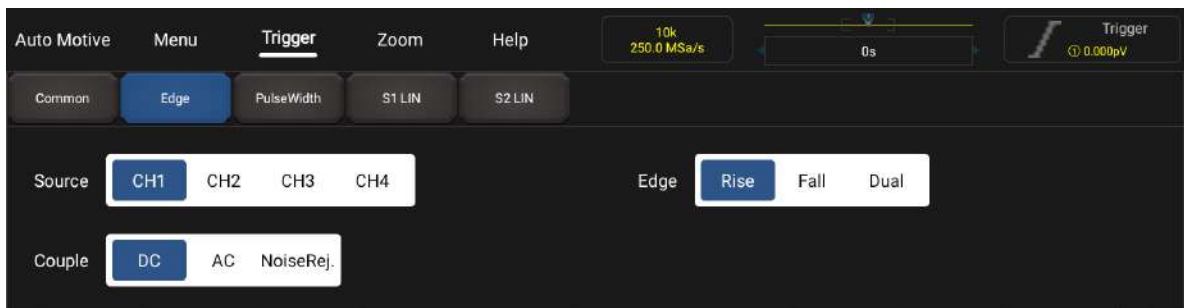 Auto Motive Menu Trigger Zoom Help
10k
250.0 MSa/s
0s
Trigger
① 0.000pV
Common Edge PulseWidth S1 LIN S2 LIN
Source CH1 CH2 CH3 CH4 Edge Rise Fall Dual
Couple DC AC NoiseRej.